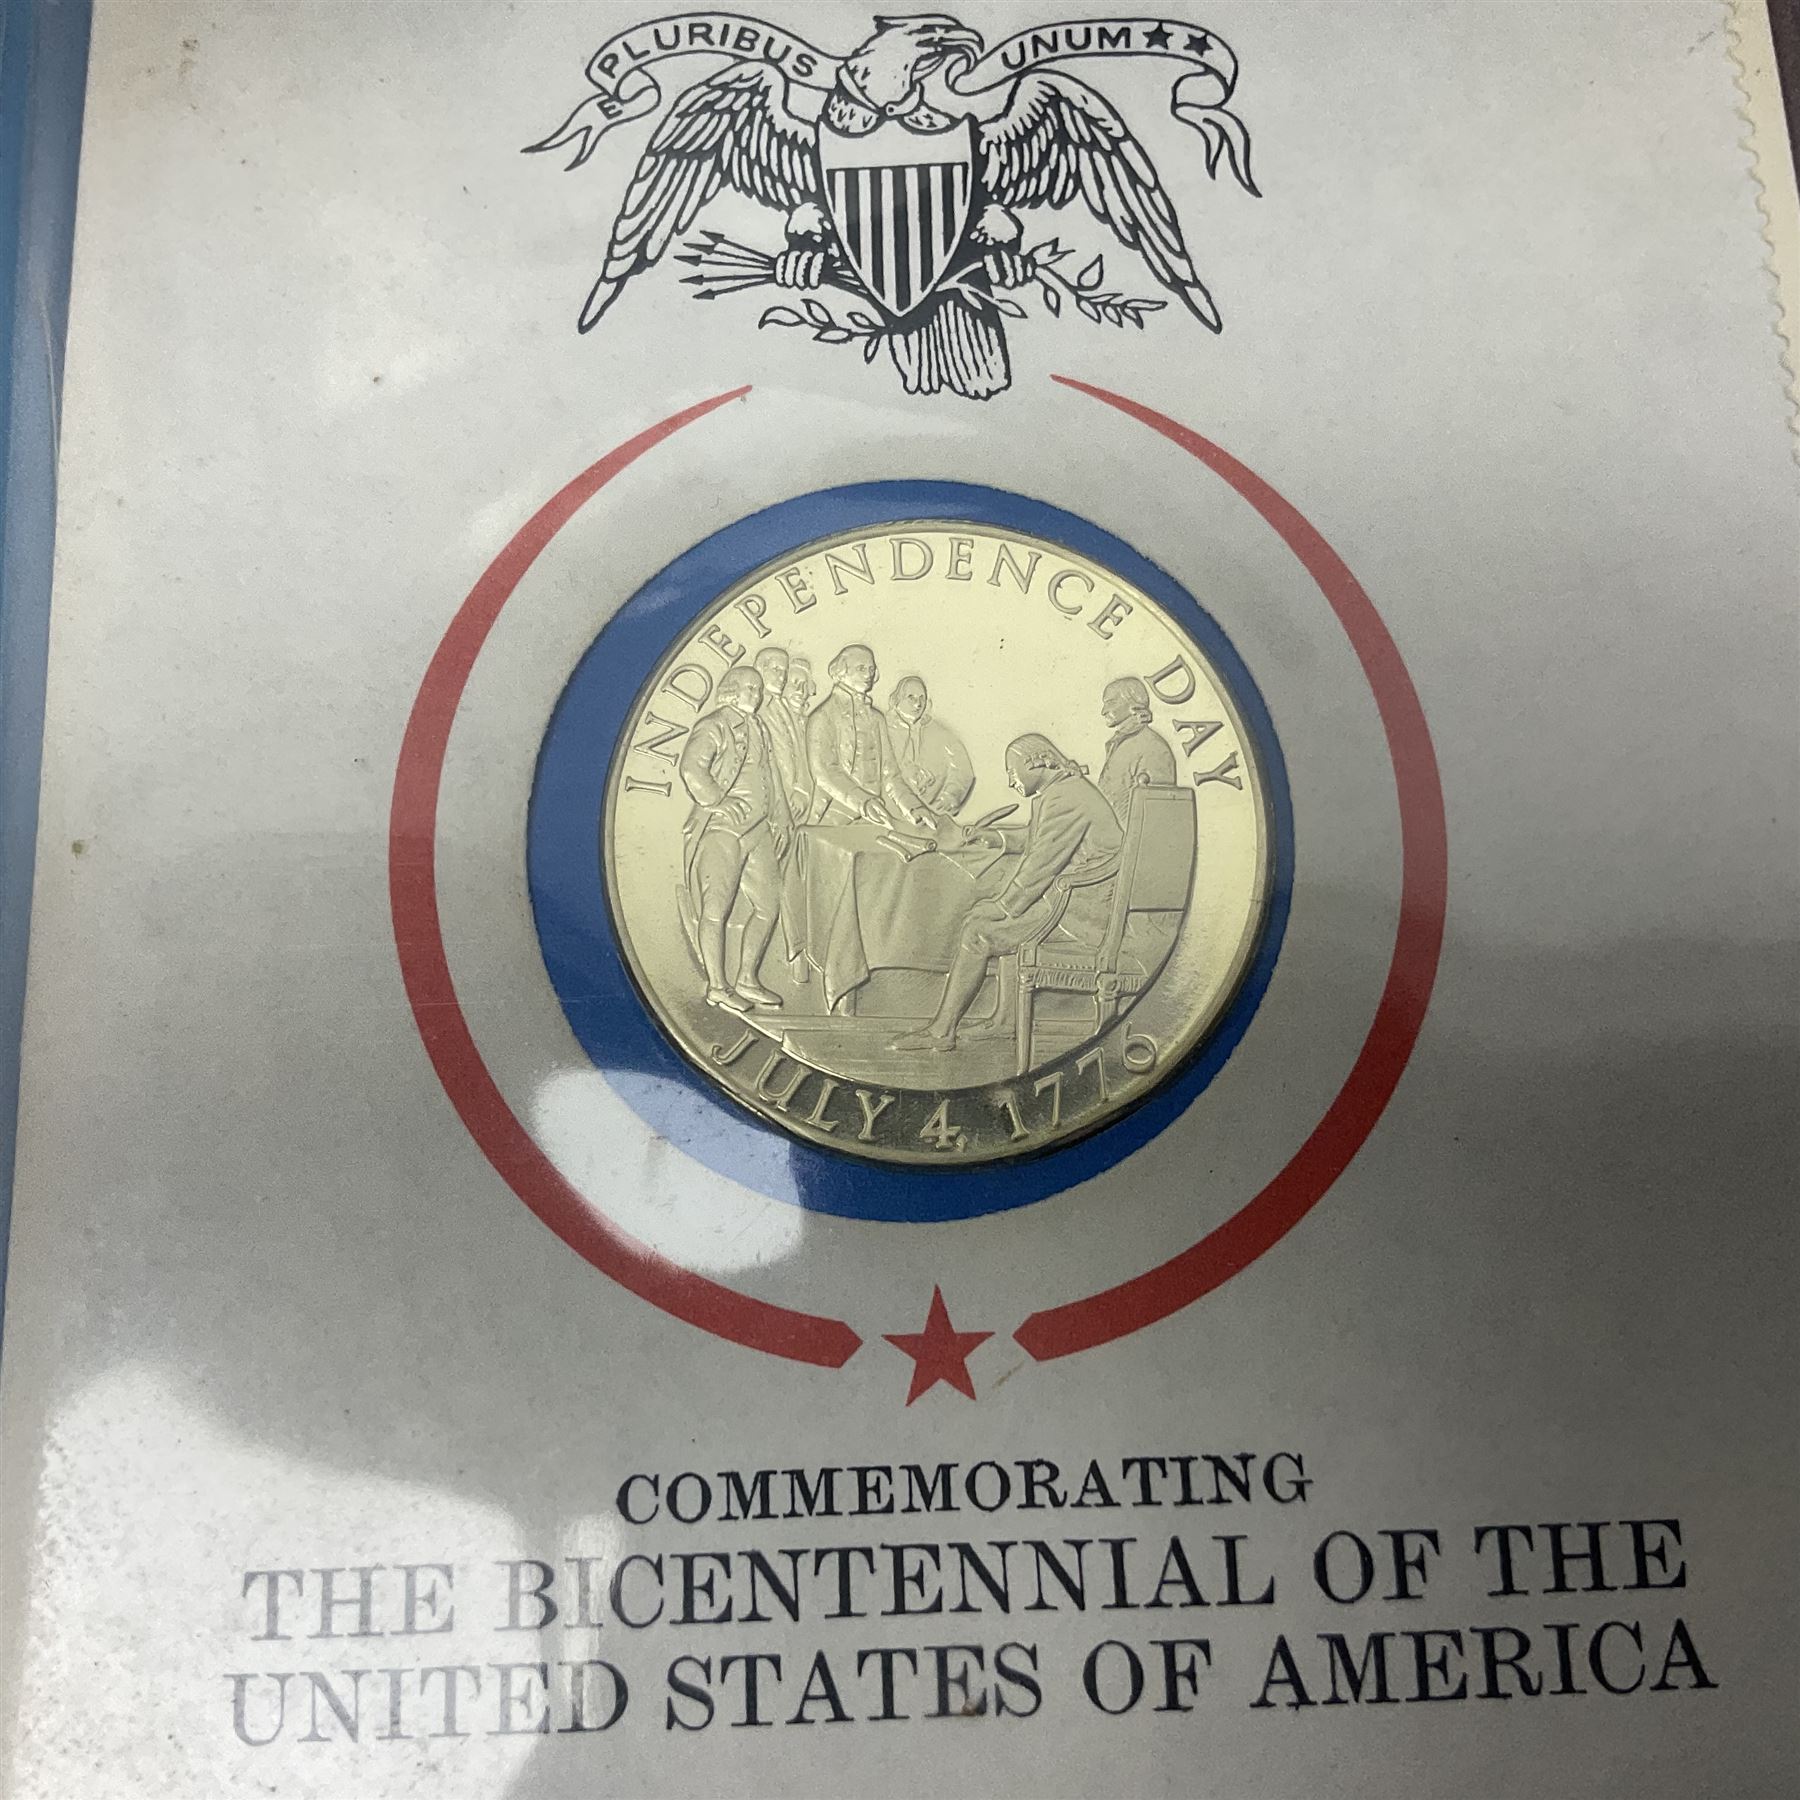 E PLURIBUS UNUM
INDEPENDENCE DAY
JULY 4, 1776
COMMEMORATING
THE BICENTENNIAL OF THE
UNITED STATES OF AMERICA